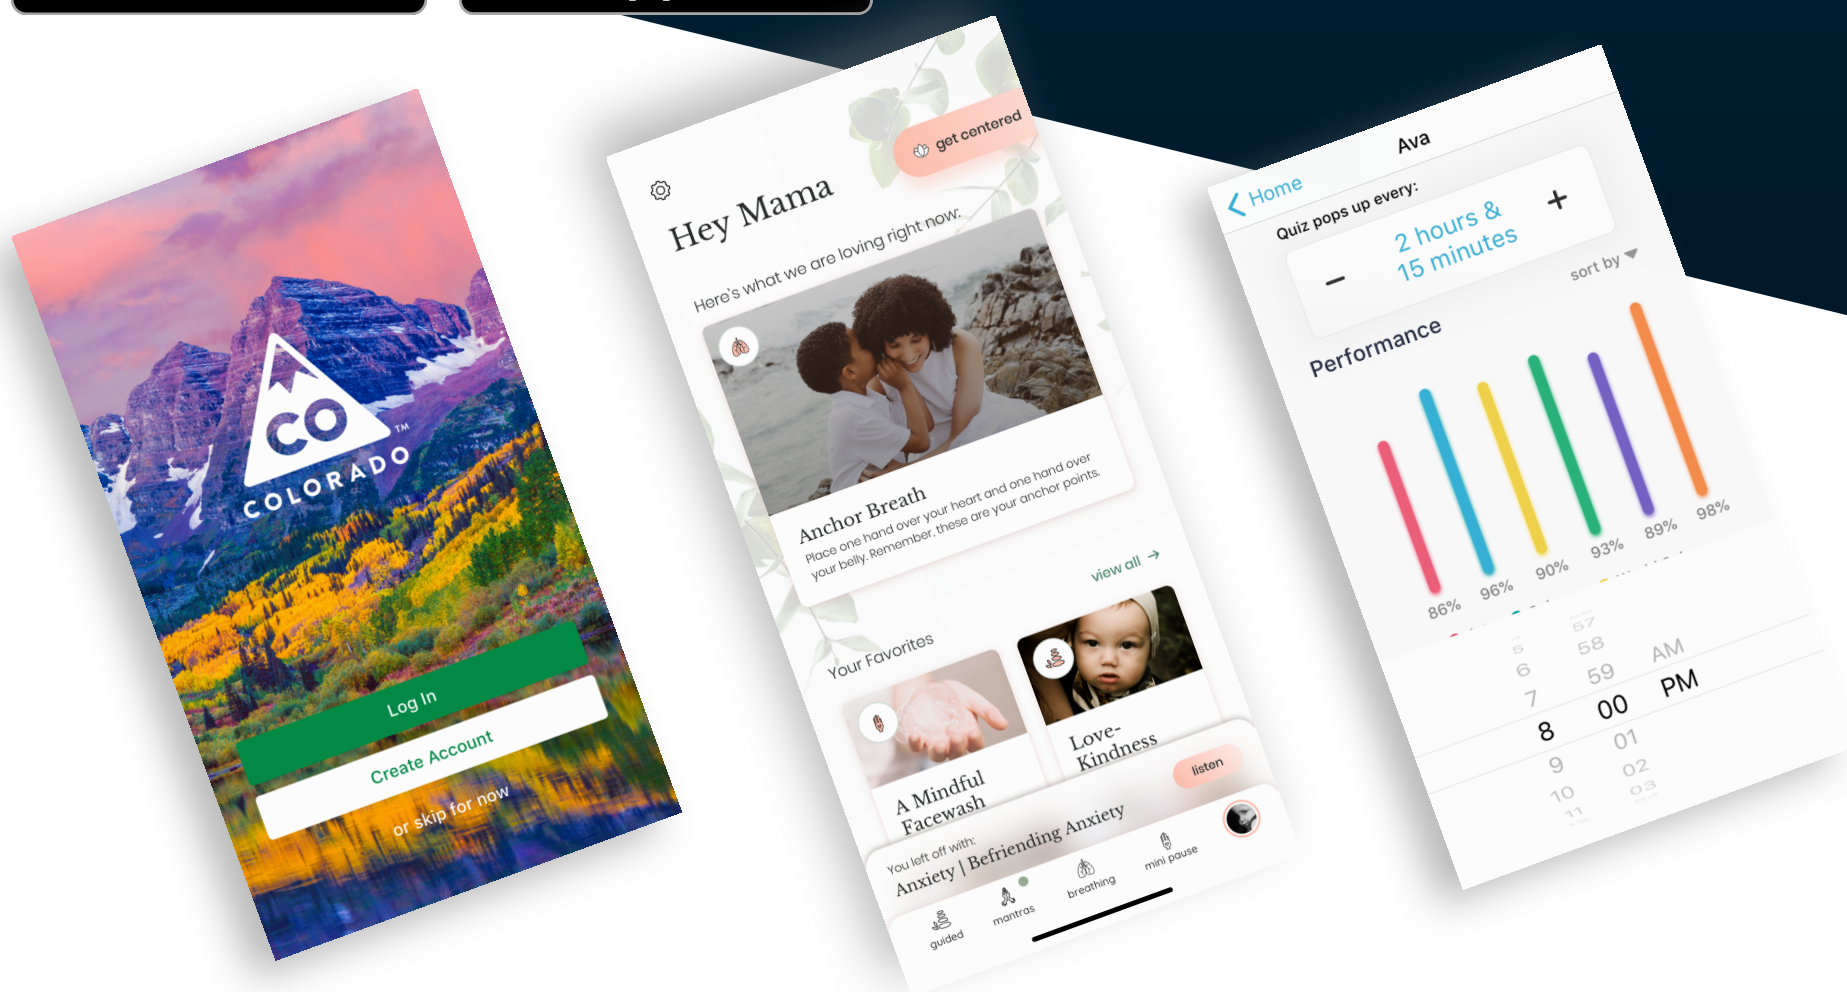 CO
TM
COLORADO
Log In
Create Account
or skip for now
get centered
Hey Mama
Here's what we are loving right now:
Anchor Breath
Place one hand over your heart and one hand over
your belly. Remember, these are your anchor points.
view all →
Your Favorites
A Mindful
Facewash
Love-
Kindness
You left off with:
Anxiety | Befriending Anxiety
listen
guided
mantras
breathing
mini pause
Home
Ava
Quiz pops up every:
− 2 hours & +
15 minutes
sort by
Performance
86% 96% 90% 93% 89% 98%
5 57
6 58
7 59 AM
8 00 PM
9 01
10 02
11 03